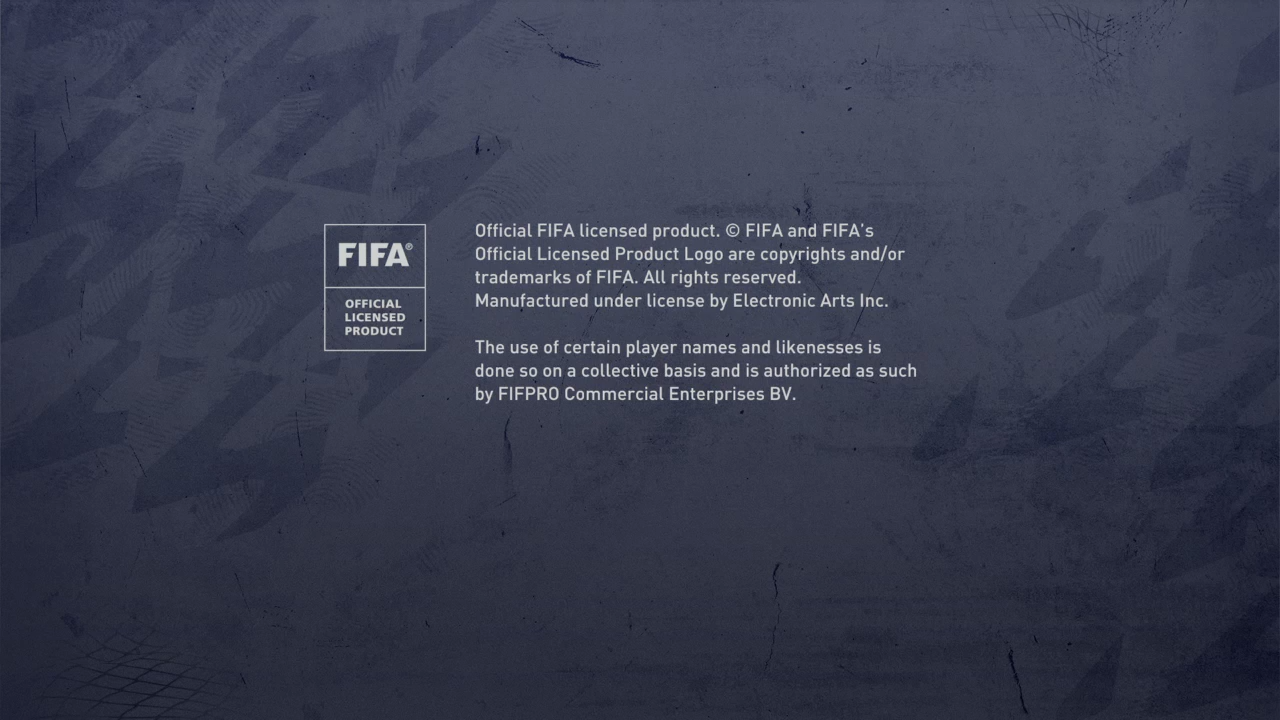 FIFA®
OFFICIAL
LICENSED
PRODUCT
Official FIFA licensed product. © FIFA and FIFA's
Official Licensed Product Logo are copyrights and/or
trademarks of FIFA. All rights reserved.
Manufactured under license by Electronic Arts Inc.
The use of certain player names and likenesses is
done so on a collective basis and is authorized as such
by FIFPRO Commercial Enterprises BV.